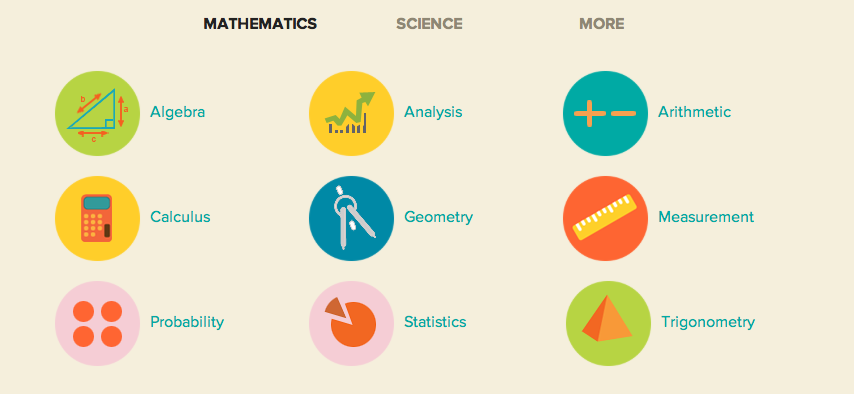 MATHEMATICS SCIENCE MORE
b a c Algebra
Analysis
Arithmetic
Calculus
Geometry
Measurement
Probability
Statistics
Trigonometry